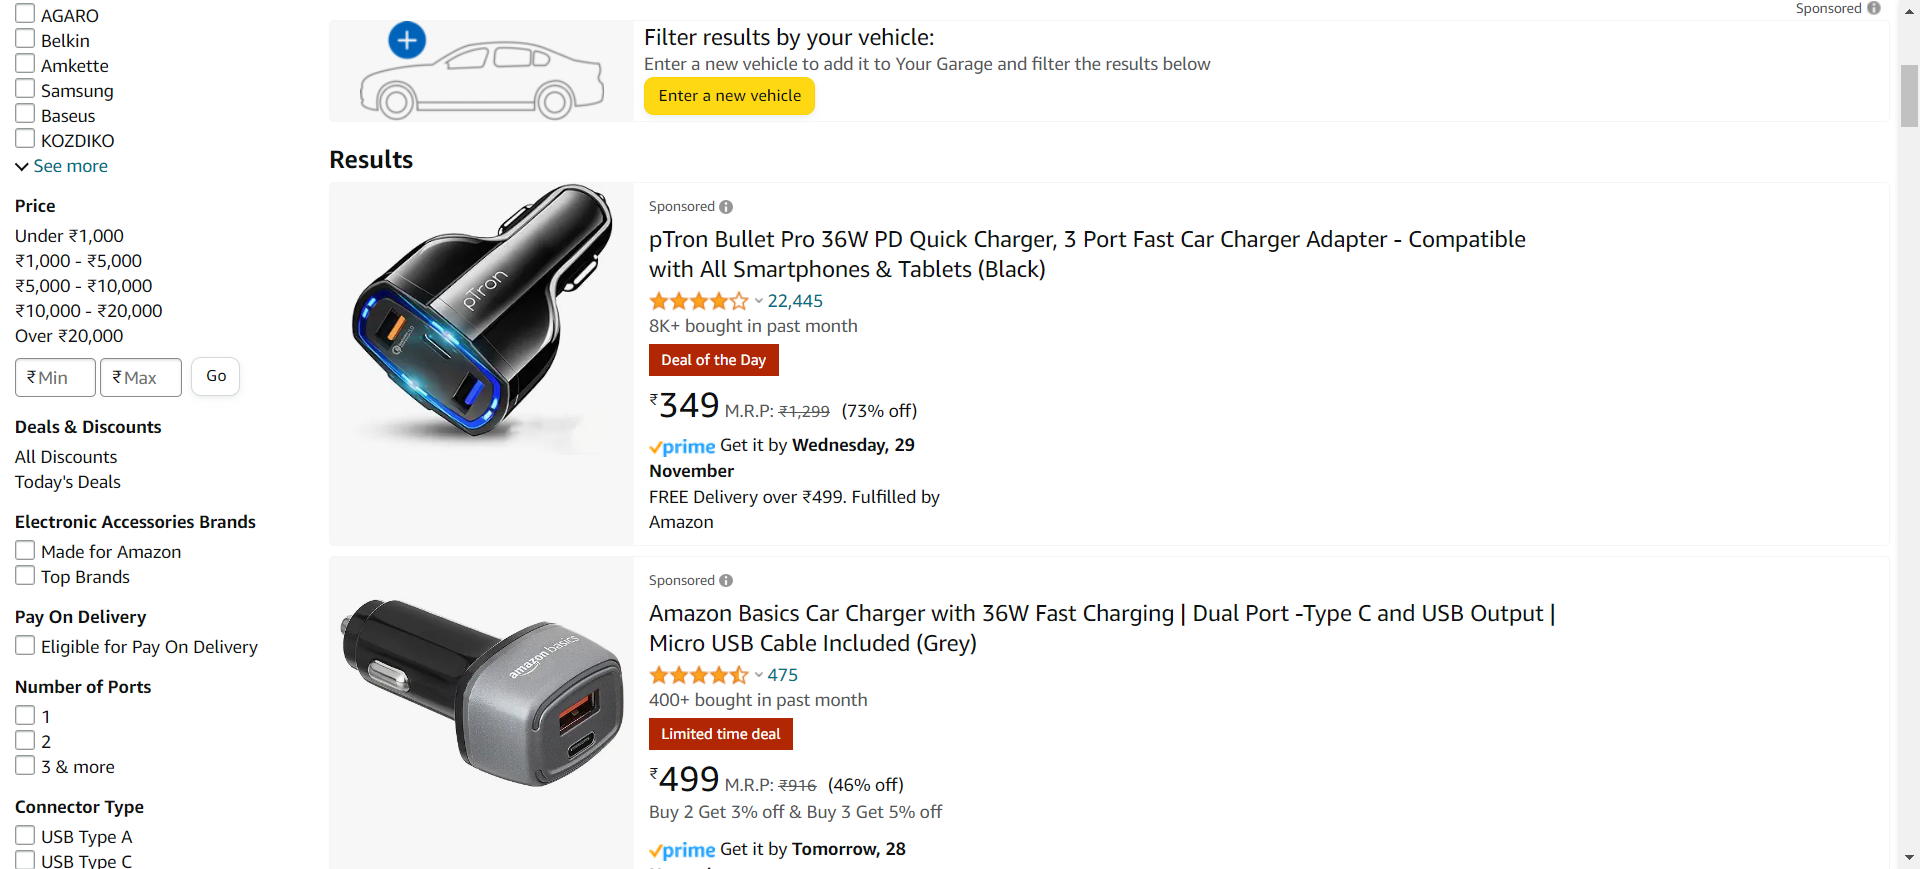 AGARO
Belkin
Amkette
Samsung
Baseus
KOZDIKO
See more
Price
Under ₹1,000
₹1,000 - ₹5,000
₹5,000 - ₹10,000
₹10,000 - ₹20,000
Over ₹20,000
₹ Min ₹ Max Go
Deals & Discounts
All Discounts
Today's Deals
Electronic Accessories Brands
Made for Amazon
Top Brands
Pay On Delivery
Eligible for Pay On Delivery
Number of Ports
1
2
3 & more
Connector Type
USB Type A
USB Type C
Sponsored
Filter results by your vehicle:
Enter a new vehicle to add it to Your Garage and filter the results below
Enter a new vehicle
Results
pTron
Sponsored
pTron Bullet Pro 36W PD Quick Charger, 3 Port Fast Car Charger Adapter - Compatible
with All Smartphones & Tablets (Black)
22,445
8K+ bought in past month
Deal of the Day
₹349 M.R.P: ₹1,299 (73% off)
prime Get it by Wednesday, 29
November
FREE Delivery over ₹499. Fulfilled by
Amazon
amazon basics
Sponsored
Amazon Basics Car Charger with 36W Fast Charging | Dual Port -Type C and USB Output |
Micro USB Cable Included (Grey)
475
400+ bought in past month
Limited time deal
₹499 M.R.P: ₹916 (46% off)
Buy 2 Get 3% off & Buy 3 Get 5% off
prime Get it by Tomorrow, 28